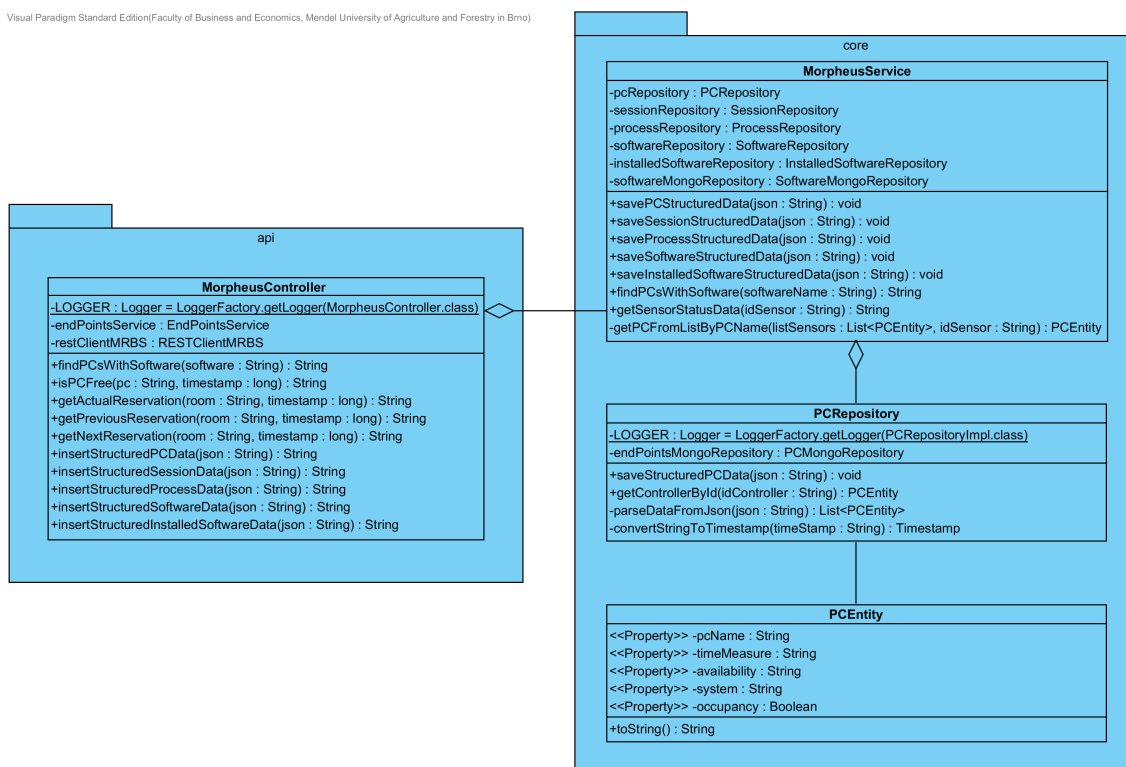 Visual Paradigm Standard Edition(Faculty of Business and Economics, Mendel University of Agriculture and Forestry in Brno)
core
MorpheusService
-pcRepository : PCRepository
-sessionRepository : SessionRepository
-processRepository : ProcessRepository
-softwareRepository : SoftwareRepository
-installedSoftwareRepository : InstalledSoftwareRepository
-softwareMongoRepository : SoftwareMongoRepository
+savePCStructuredData(json : String) : void
+saveSessionStructuredData(json : String) : void
+saveProcessStructuredData(json : String) : void
+saveSoftwareStructuredData(json : String) : void
+saveInstalledSoftwareStructuredData(json : String) : void
+findPCsWithSoftware(softwareName : String) : String
+getSensorStatusData(idSensor : String) : String
-getPCFromListByPCName(listSensors : List<PCEntity>, idSensor : String) : PCEntity
api
MorpheusController
-LOGGER : Logger = LoggerFactory.getLogger(MorpheusController.class)
-endPointsService : EndPointsService
-restClientMRBS : RESTClientMRBS
+findPCsWithSoftware(software : String) : String
+isPCFree(pc : String, timestamp : long) : String
+getActualReservation(room : String, timestamp : long) : String
+getPreviousReservation(room : String, timestamp : long) : String
+getNextReservation(room : String, timestamp : long) : String
+insertStructuredPCData(json : String) : String
+insertStructuredSessionData(json : String) : String
+insertStructuredProcessData(json : String) : String
+insertStructuredSoftwareData(json : String) : String
+insertStructuredInstalledSoftwareData(json : String) : String
PCRepository
-LOGGER : Logger = LoggerFactory.getLogger(PCRepositoryImpl.class)
-endPointsMongoRepository : PCMongoRepository
+saveStructuredPCData(json : String) : void
+getControllerById(idController : String) : PCEntity
-parseDataFromJson(json : String) : List<PCEntity>
-convertStringToTimestamp(timeStamp : String) : Timestamp
PCEntity
<<Property>> -pcName : String
<<Property>> -timeMeasure : String
<<Property>> -availability : String
<<Property>> -system : String
<<Property>> -occupancy : Boolean
+toString() : String